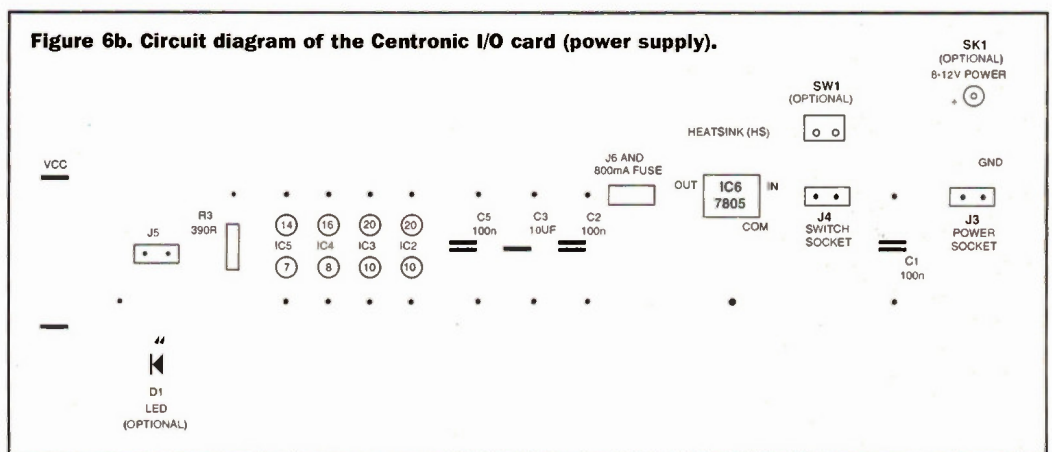 Figure 6b. Circuit diagram of the Centronic I/O card (power supply).
SK1
(OPTIONAL)
8-12V POWER
+
SW1
(OPTIONAL)
HEATSINK (HS)
VCC
J6 AND
800mA FUSE
GND
OUT
IC6
7805
IN
COM
R3
390R
J5
14
16
20
20
IC5
IC4
IC3
IC2
7
8
10
10
C5
100n
C3
10UF
C2
100n
J4
SWITCH
SOCKET
J3
POWER
SOCKET
C1
100n
D1
LED
(OPTIONAL)